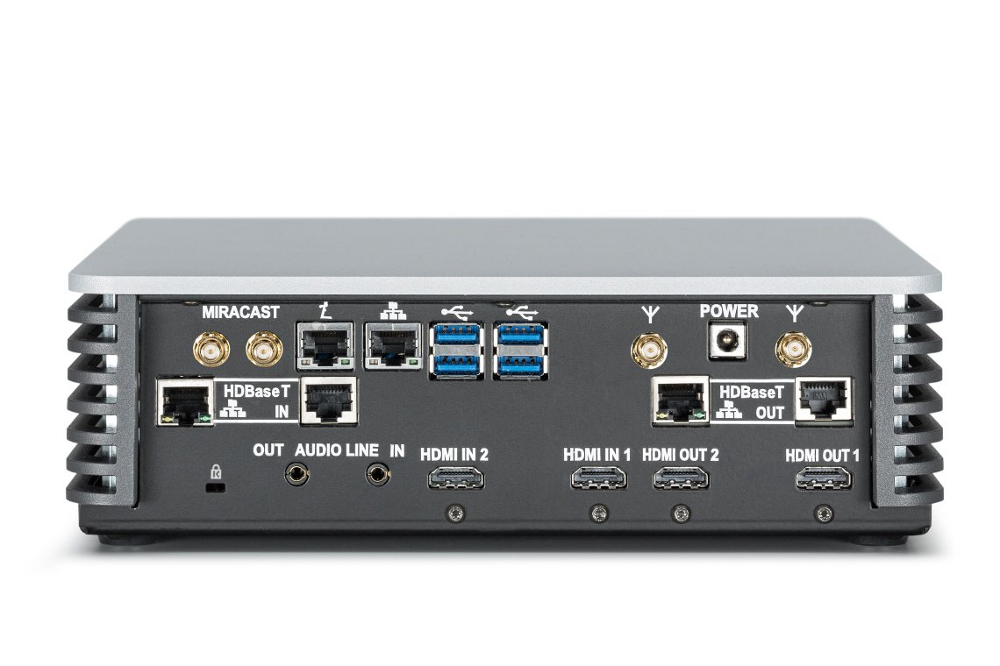 MIRACAST
POWER
HDBaseT
IN
HDBaseT
OUT
OUT AUDIO LINE IN
HDMI IN 2
HDMI IN 1
HDMI OUT 2
HDMI OUT 1
K